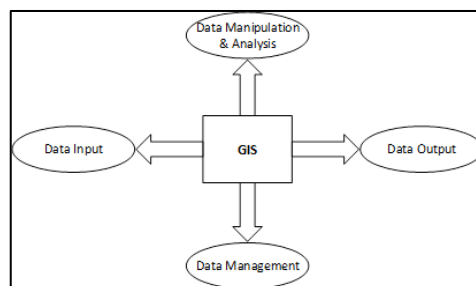 Data Manipulation
& Analysis
Data Input
GIS
Data Output
Data Management